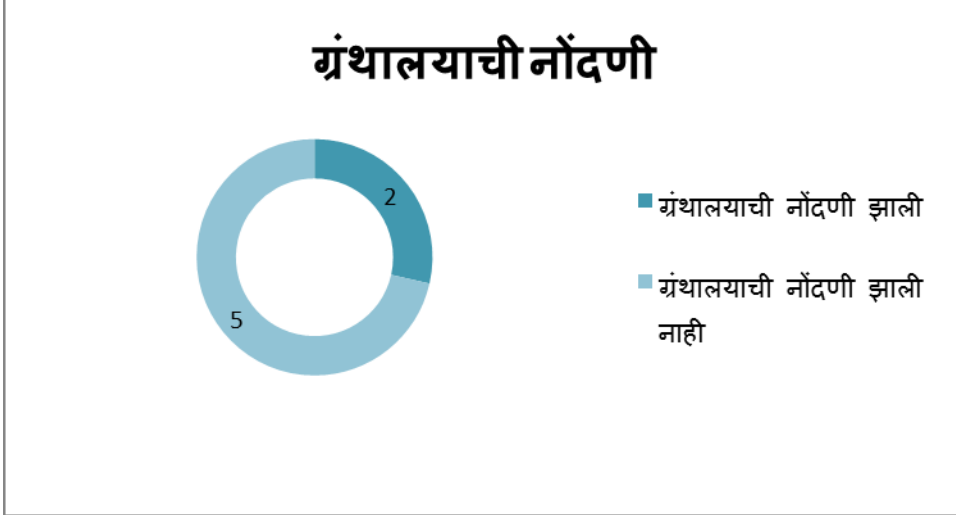 ग्रंथालयाची नोंदणी
2
5
ग्रंथालयाची नोंदणी झाली
ग्रंथालयाची नोंदणी झाली
नाही